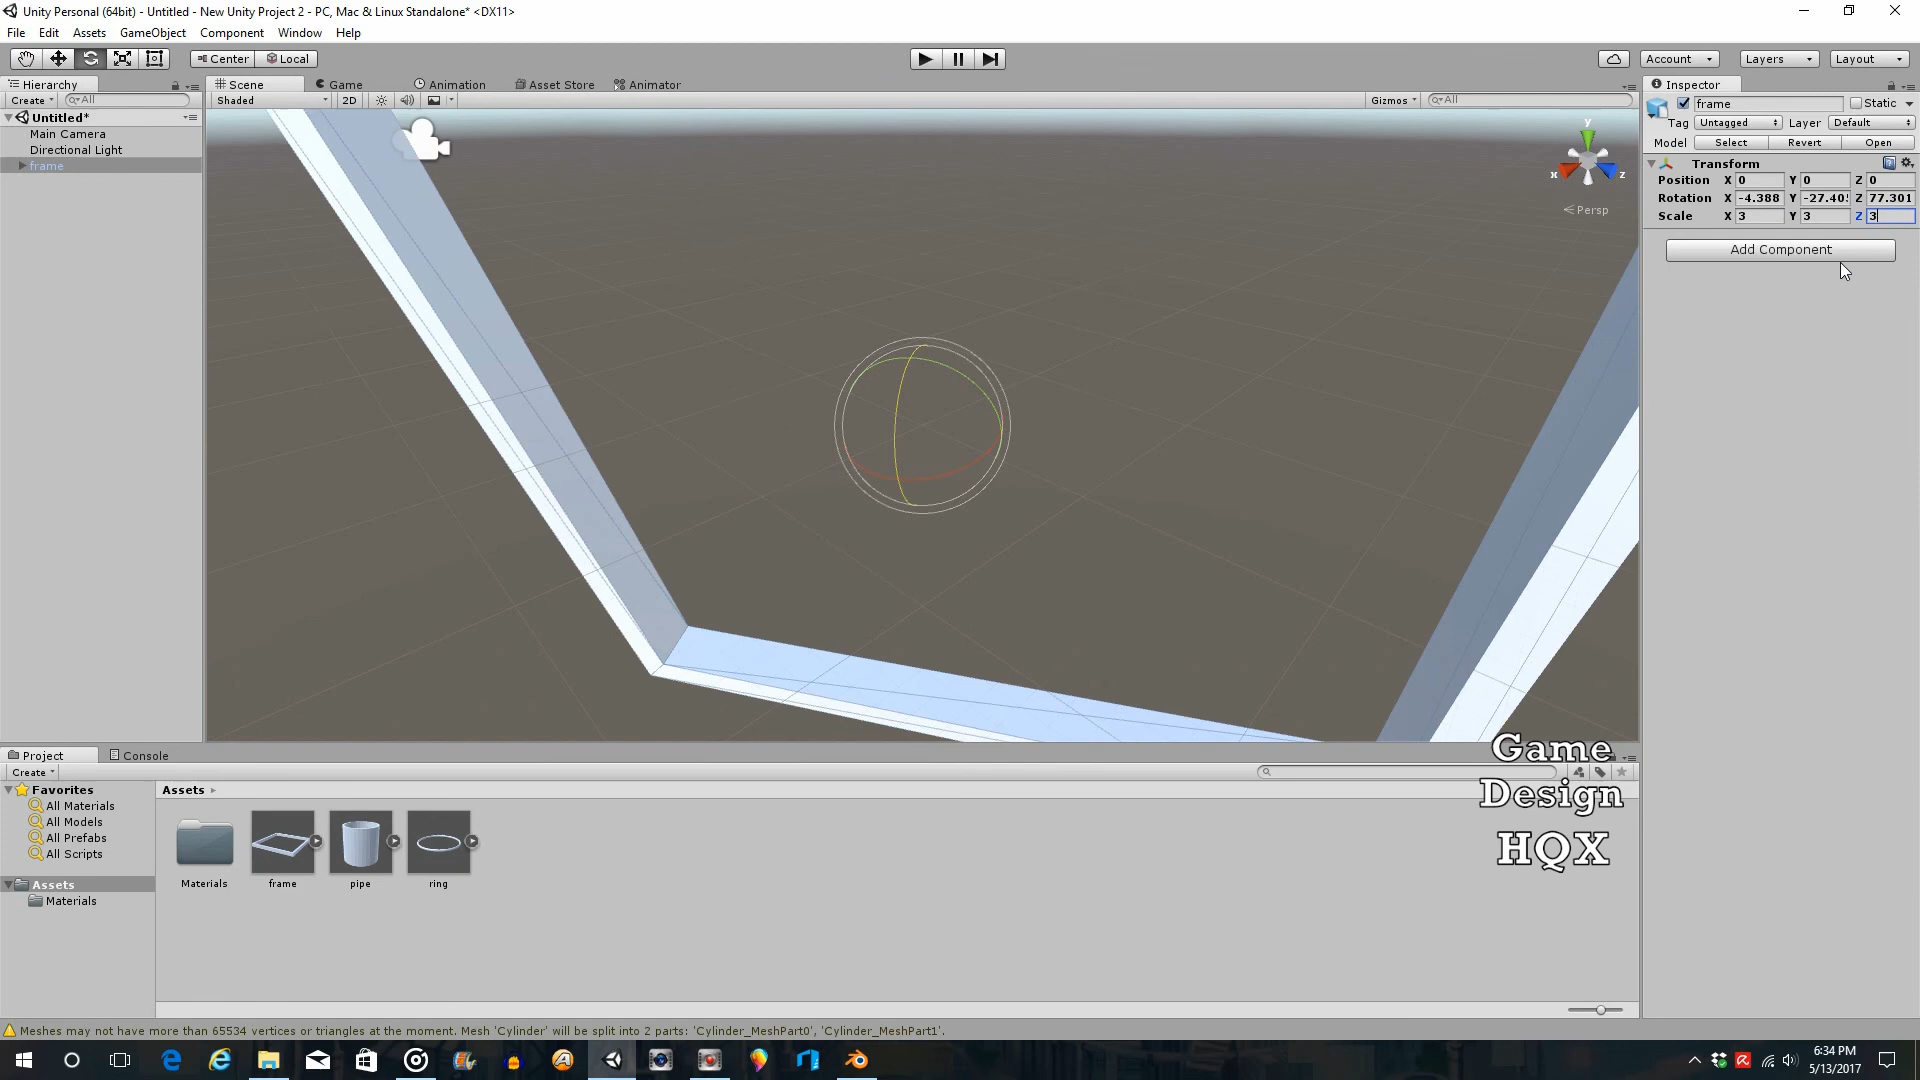 Unity Personal (64bit) - Untitled - New Unity Project 2 - PC, Mac & Linux Standalone* <DX11>
File Edit Assets GameObject Component Window Help
Center Local
Account Layers Layout
Hierarchy
Create All
Untitled*
Main Camera
Directional Light
frame
Scene Game Animation Asset Store Animator
Shaded 2D Gizmos All
y
x z
Persp
Inspector
frame Static
Tag Untagged Layer Default
Model Select Revert Open
Transform
Position X 0 Y 0 Z 0
Rotation X -4.388 Y -27.40 Z 77.301
Scale X 3 Y 3 Z 3
Add Component
Project Console
Create
Favorites
All Materials
All Models
All Prefabs
All Scripts
Assets
Materials
Assets
Materials frame pipe ring
Game
Design
HQX
Meshes may not have more than 65534 vertices or triangles at the moment. Mesh 'Cylinder' will be split into 2 parts: 'Cylinder_MeshPart0', 'Cylinder_MeshPart1'.
6:34 PM
5/13/2017